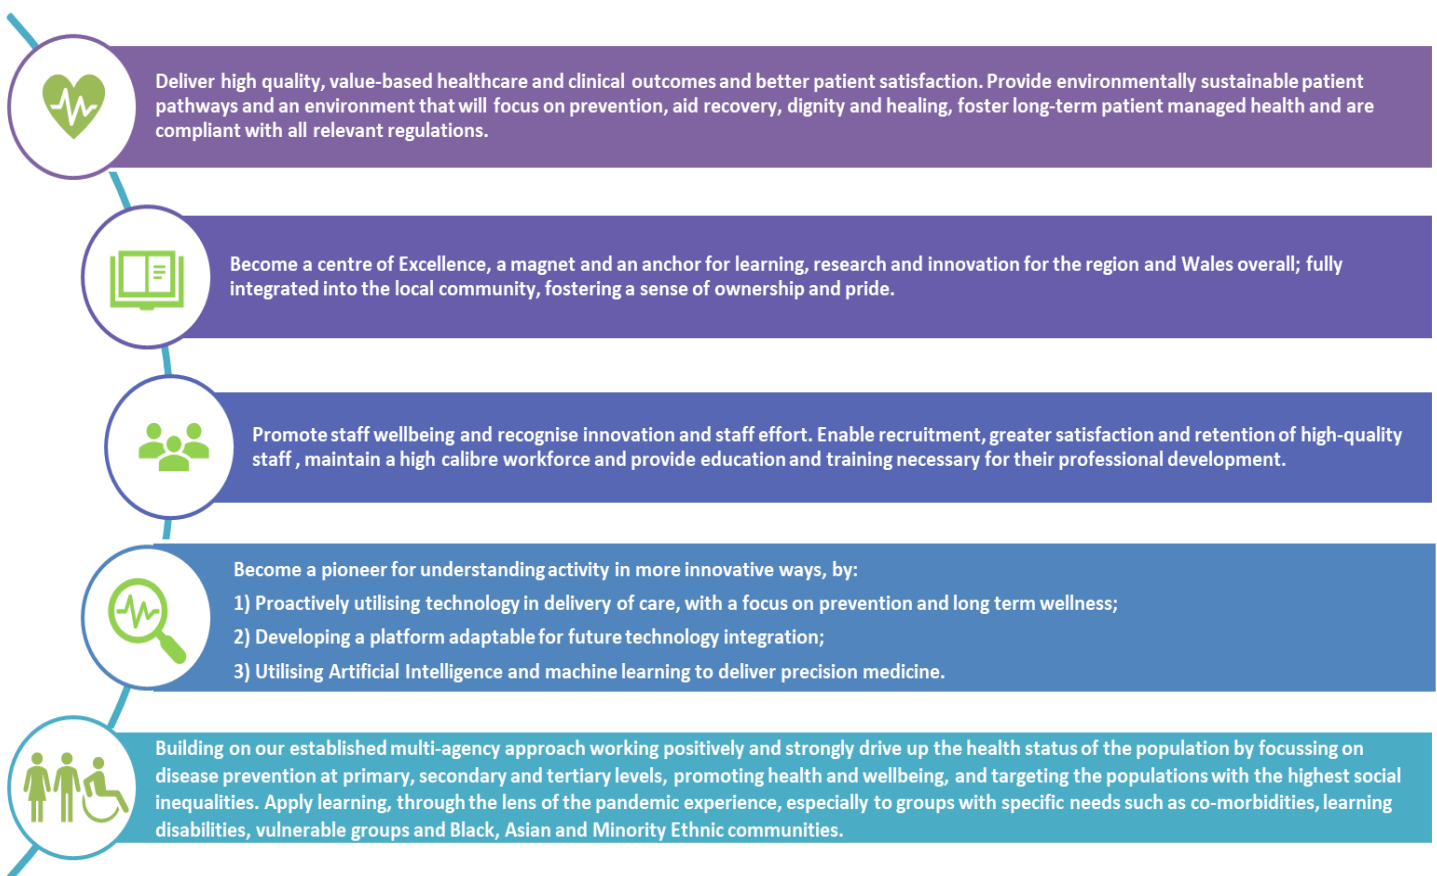 Deliver high quality, value-based healthcare and clinical outcomes and better patient satisfaction. Provide environmentally sustainable patient
pathways and an environment that will focus on prevention, aid recovery, dignity and healing, foster long-term patient managed health and are
compliant with all relevant regulations.
Become a centre of Excellence, a magnet and an anchor for learning, research and innovation for the region and Wales overall; fully
integrated into the local community, fostering a sense of ownership and pride.
Promote staff wellbeing and recognise innovation and staff effort. Enable recruitment, greater satisfaction and retention of high-quality
staff , maintain a high calibre workforce and provide education and training necessary for their professional development.
Become a pioneer for understanding activity in more innovative ways, by:
1) Proactively utilising technology in delivery of care, with a focus on prevention and long term wellness;
2) Developing a platform adaptable for future technology integration;
3) Utilising Artificial Intelligence and machine learning to deliver precision medicine.
Building on our established multi-agency approach working positively and strongly drive up the health status of the population by focussing on
disease prevention at primary, secondary and tertiary levels, promoting health and wellbeing, and targeting the populations with the highest social
inequalities. Apply learning, through the lens of the pandemic experience, especially to groups with specific needs such as co-morbidities, learning
disabilities, vulnerable groups and Black, Asian and Minority Ethnic communities.